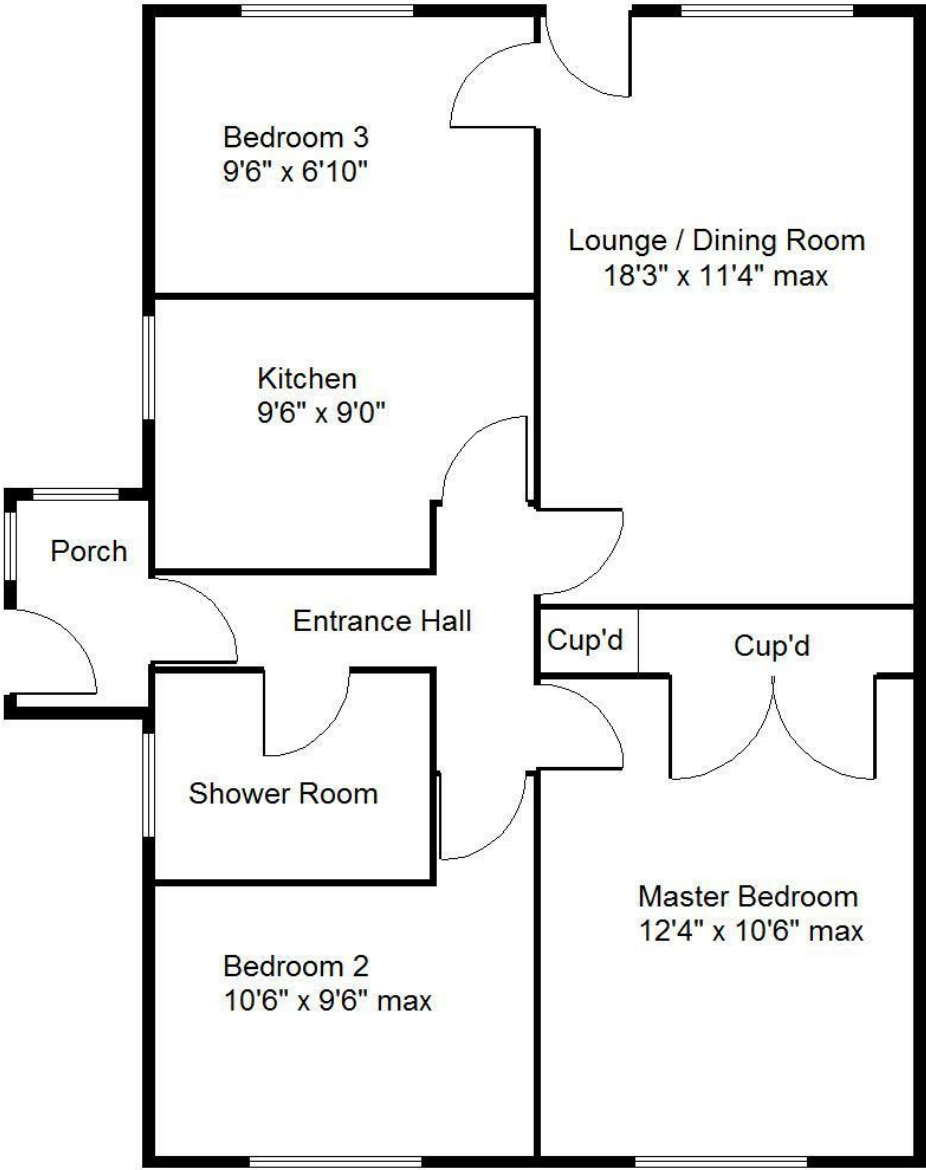 Bedroom 3
9'6" x 6'10"
Lounge / Dining Room
18'3" x 11'4" max
Kitchen
9'6" x 9'0"
Porch
Entrance Hall
Cup'd
Cup'd
Shower Room
Master Bedroom
12'4" x 10'6" max
Bedroom 2
10'6" x 9'6" max